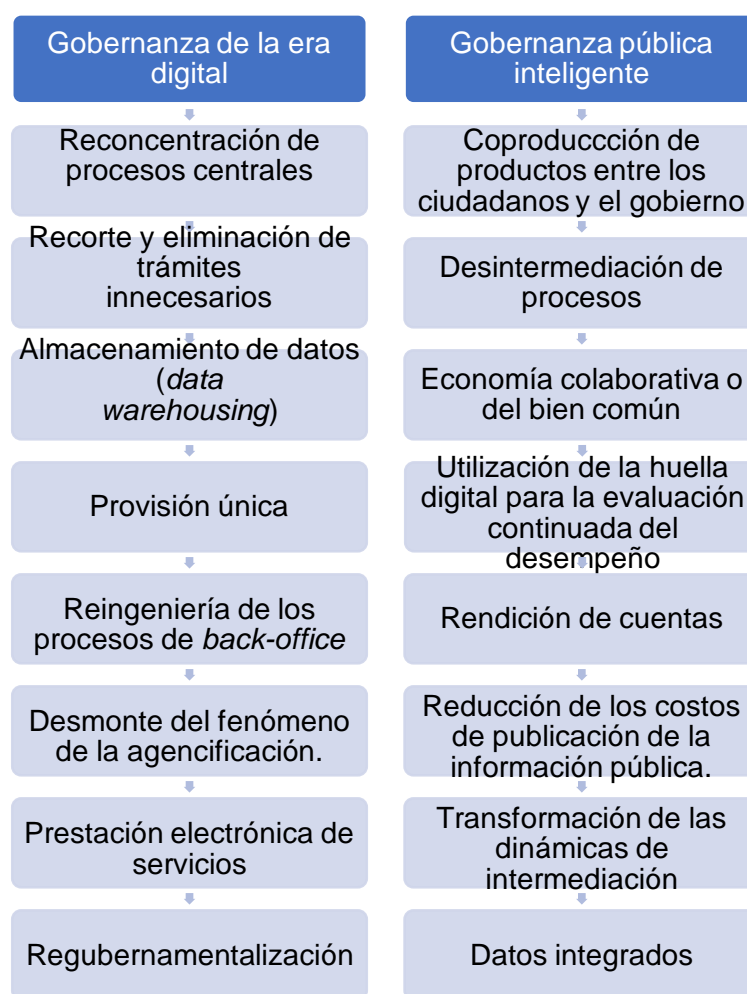 Gobernanza de la era
digital
Reconcentración de
procesos centrales
Recorte y eliminación de
trámites
innecesarios
Almacenamiento de datos
(data
warehousing)
Provisión única
Reingeniería de los
procesos de back-office
Desmonte del fenómeno
de la agencificación.
Prestación electrónica de
servicios
Regubernamentalización
Gobernanza pública
inteligente
Coproduccción de
productos entre los
ciudadanos y el gobierno
Desintermediación de
procesos
Economía colaborativa o
del bien común
Utilización de la huella
digital para la evaluación
continuada del
desempeño
Rendición de cuentas
Reducción de los costos
de publicación de la
información pública.
Transformación de las
dinámicas de
intermediación
Datos integrados